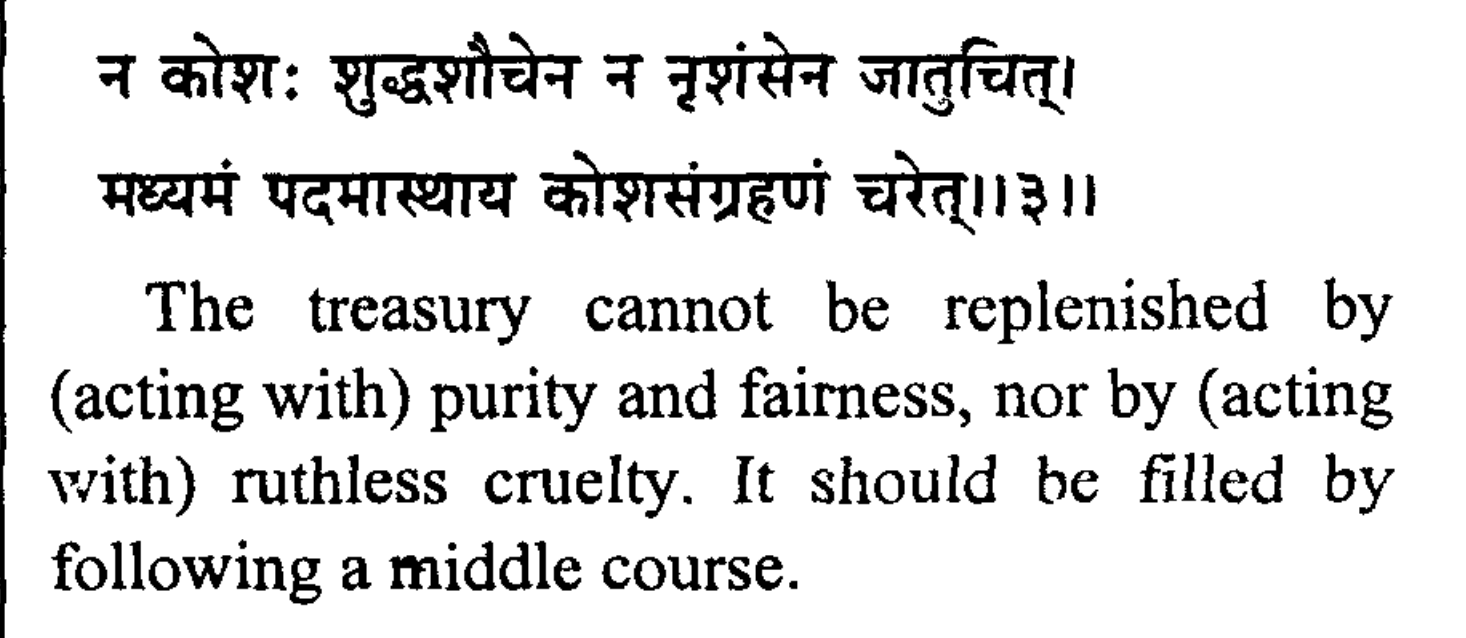 न कोशः शुद्धशौचेन न नृशंसेन जातुचित्।
मध्यमं पदमास्थाय कोशसंग्रहणं चरेत्।।३।।
The treasury cannot be replenished by
(acting with) purity and fairness, nor by (acting
with) ruthless cruelty. It should be filled by
following a middle course.